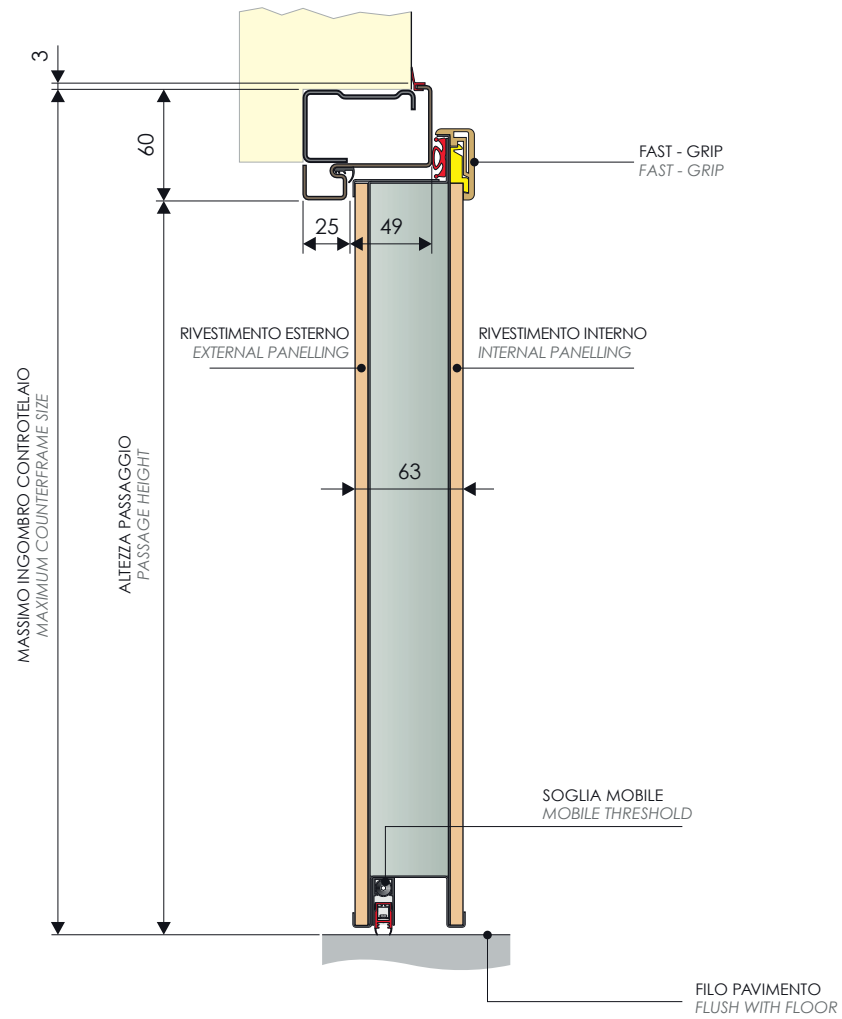 3
60
FAST - GRIP
FAST - GRIP
25
49
RIVESTIMENTO ESTERNO
EXTERNAL PANELLING
RIVESTIMENTO INTERNO
INTERNAL PANELLING
MASSIMO INGOMBRO CONTROTELAIO
MAXIMUM COUNTERFRAME SIZE
ALTEZZA PASSAGGIO
PASSAGE HEIGHT
63
SOGLIA MOBILE
MOBILE THRESHOLD
FILO PAVIMENTO
FLUSH WITH FLOOR